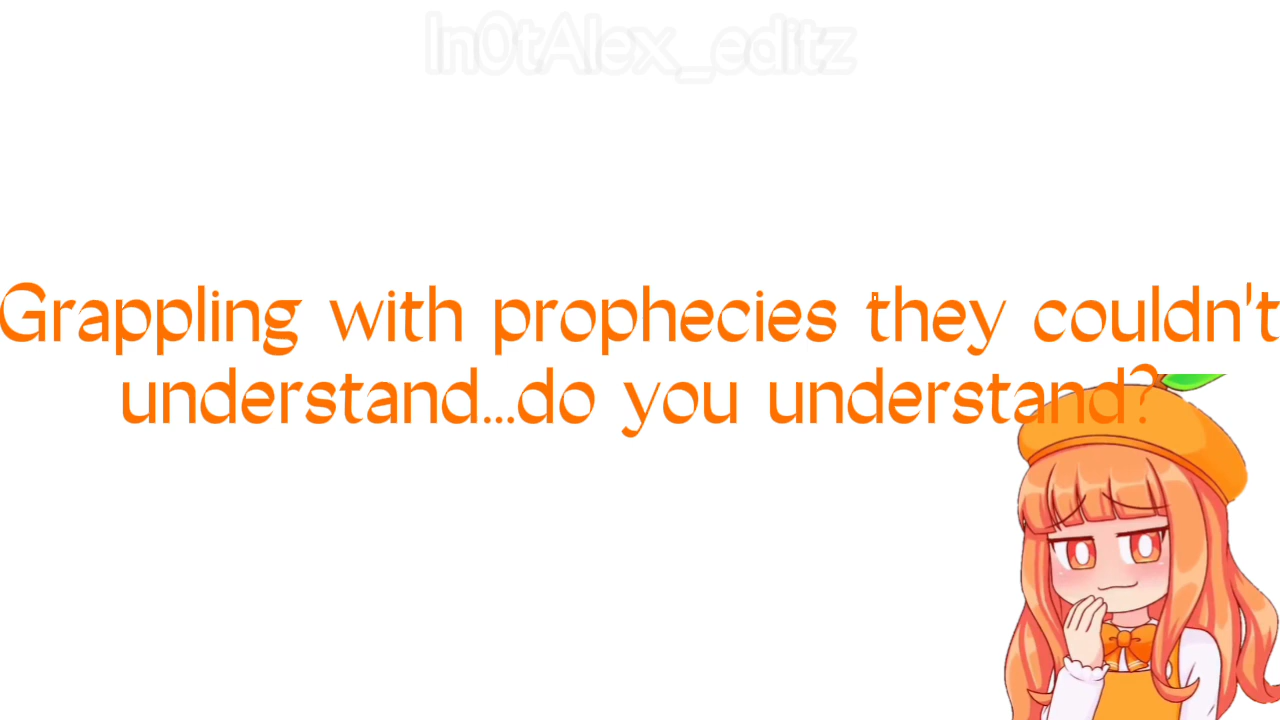 In0tAlex_editz
Grappling with prophecies they couldn't
understand...do you understand?